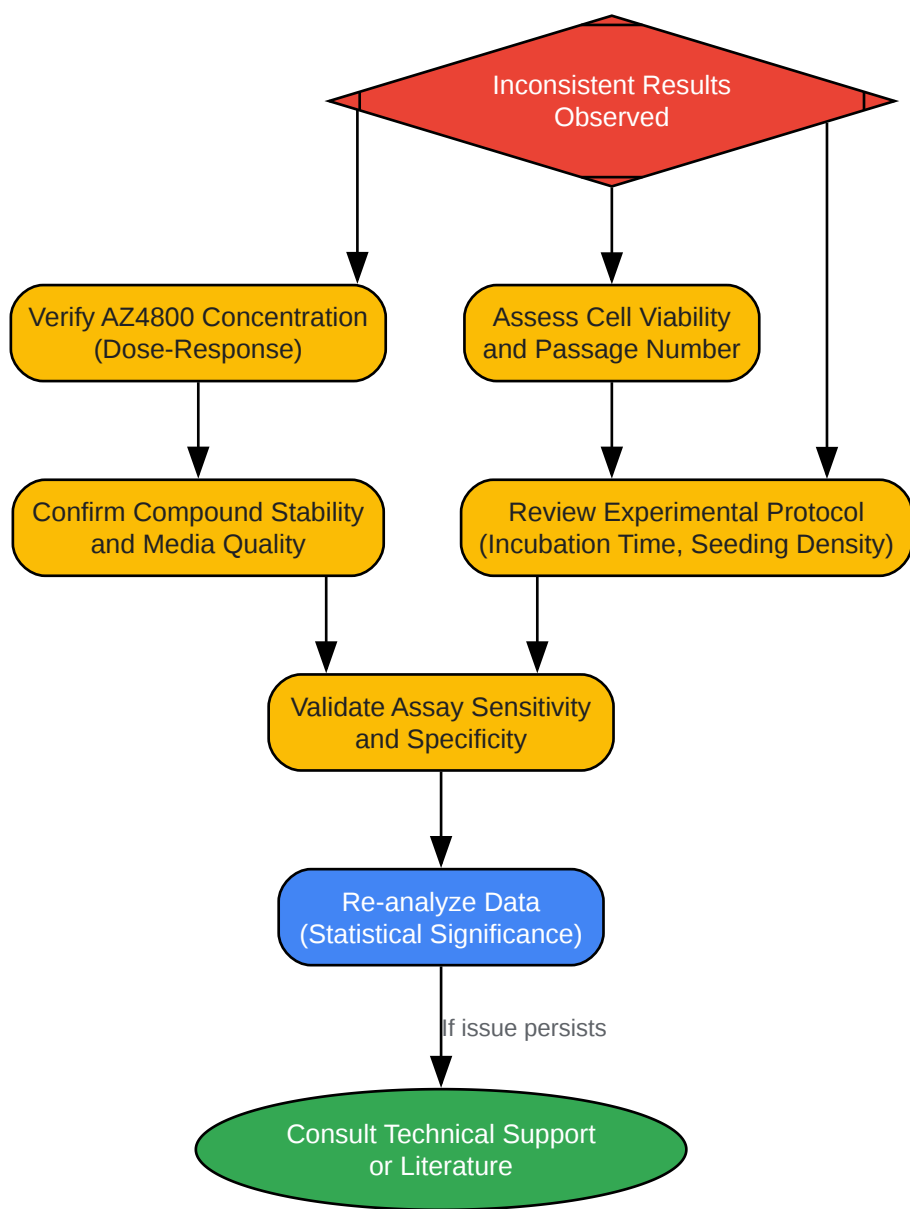 Inconsistent Results
Observed
Verify AZ4800 Concentration
(Dose-Response)
Assess Cell Viability
and Passage Number
Confirm Compound Stability
and Media Quality
Review Experimental Protocol
(Incubation Time, Seeding Density)
Validate Assay Sensitivity
and Specificity
Re-analyze Data
(Statistical Significance)
If issue persists
Consult Technical Support
or Literature